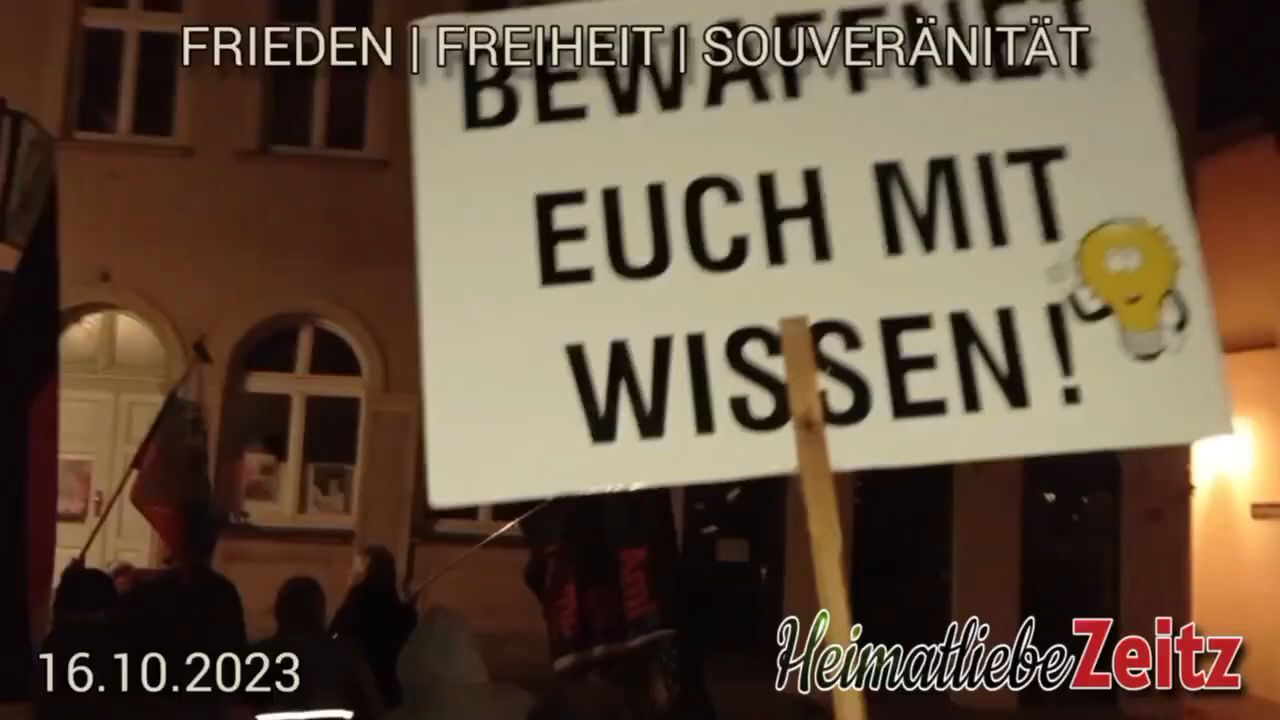 FRIEDEN | FREIHEIT | SOUVERÄNITÄT
BEWAFFNET
EUCH MIT
WISSEN!
16.10.2023
HeimatliebeZeitz